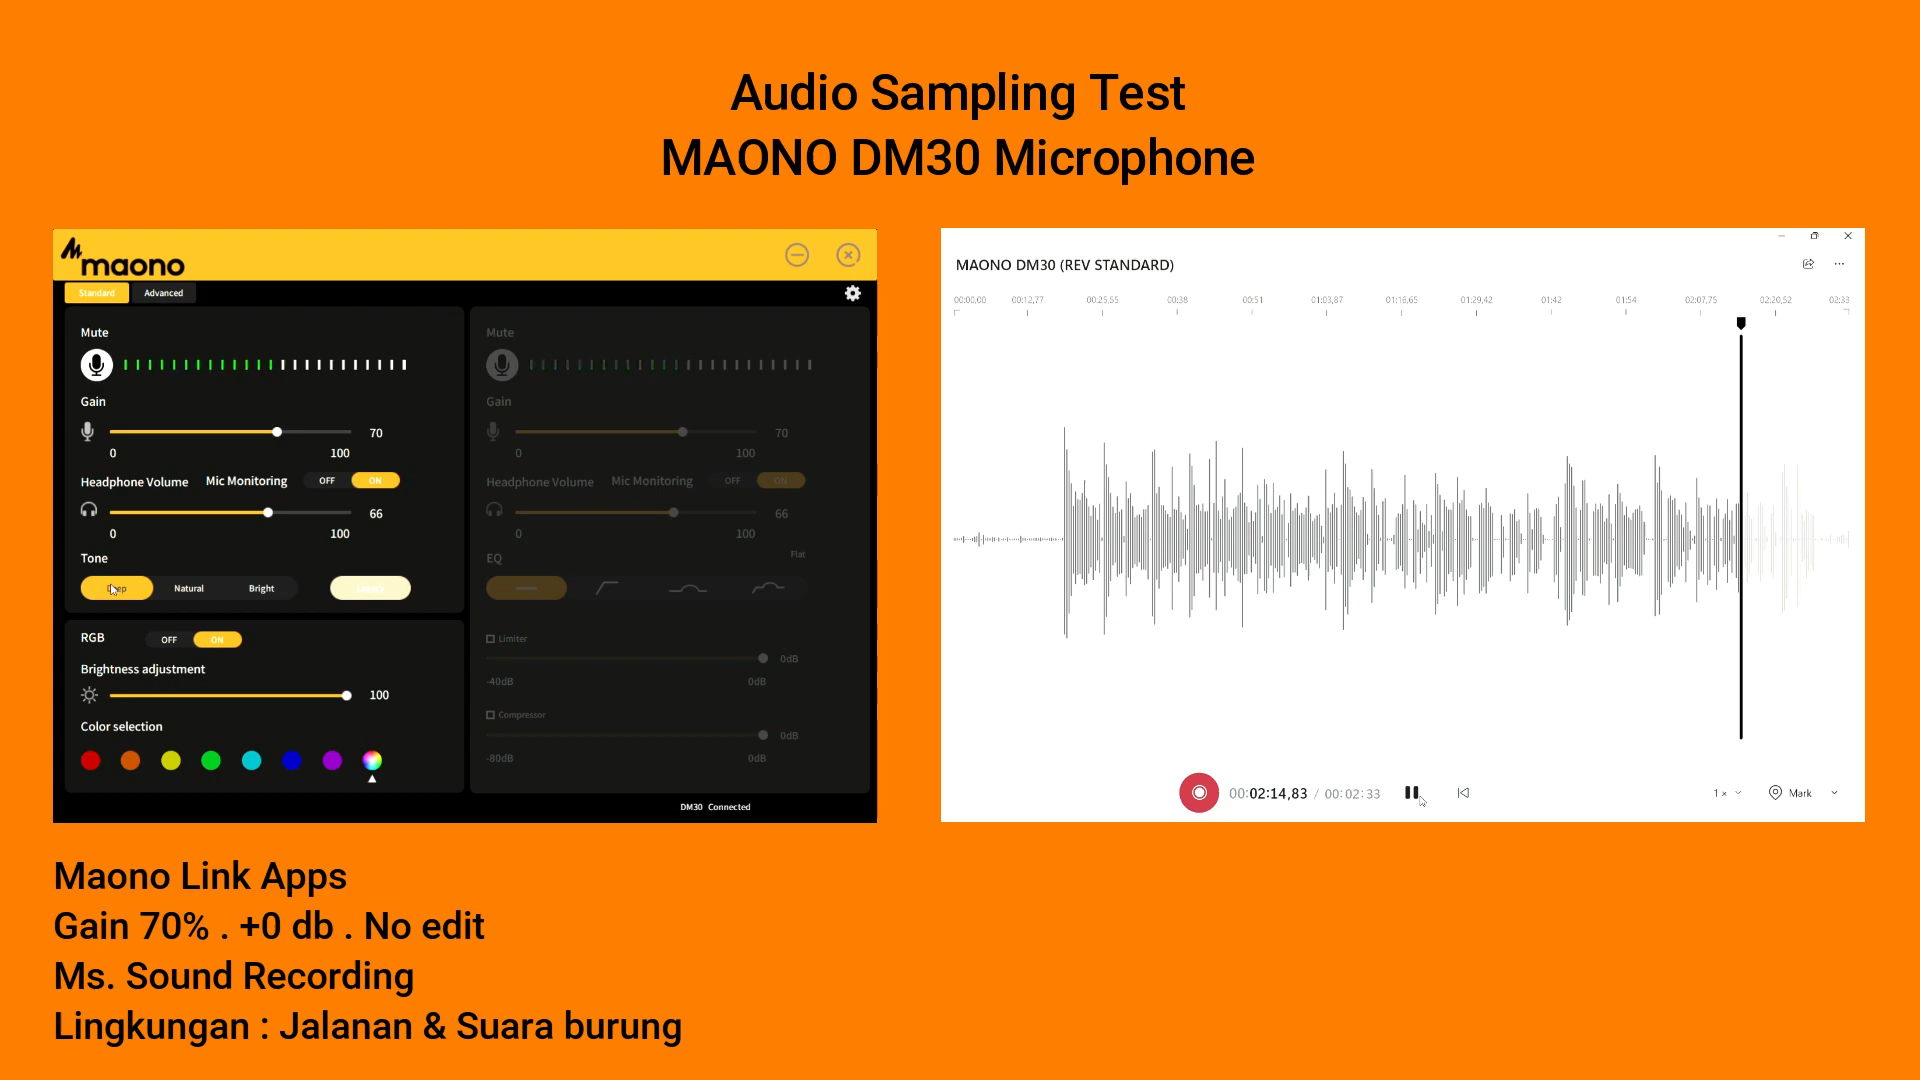 Audio Sampling Test
MAONO DM30 Microphone
maono
Standard Advanced
Mute
Gain
70
0 100
Headphone Volume Mic Monitoring OFF ON
66
0 100
Tone
Natural Bright
RGB OFF ON
Brightness adjustment
100
Color selection
Mute
Gain
70
0 100
Headphone Volume Mic Monitoring OFF ON
66
0 100
EQ Flat
Limiter
0dB
-40dB 0dB
Compressor
0dB
-80dB 0dB
DM30 Connected
MAONO DM30 (REV STANDARD)
00:00,00 00:12,77 00:25,55 00:38 00:51 01:03,87 01:16,65 01:29,42 01:42 01:54 02:07,75 02:20,52 02:33
00:02:14,83 / 00:02:33 1 × Mark
Maono Link Apps
Gain 70% . +0 db . No edit
Ms. Sound Recording
Lingkungan : Jalanan & Suara burung